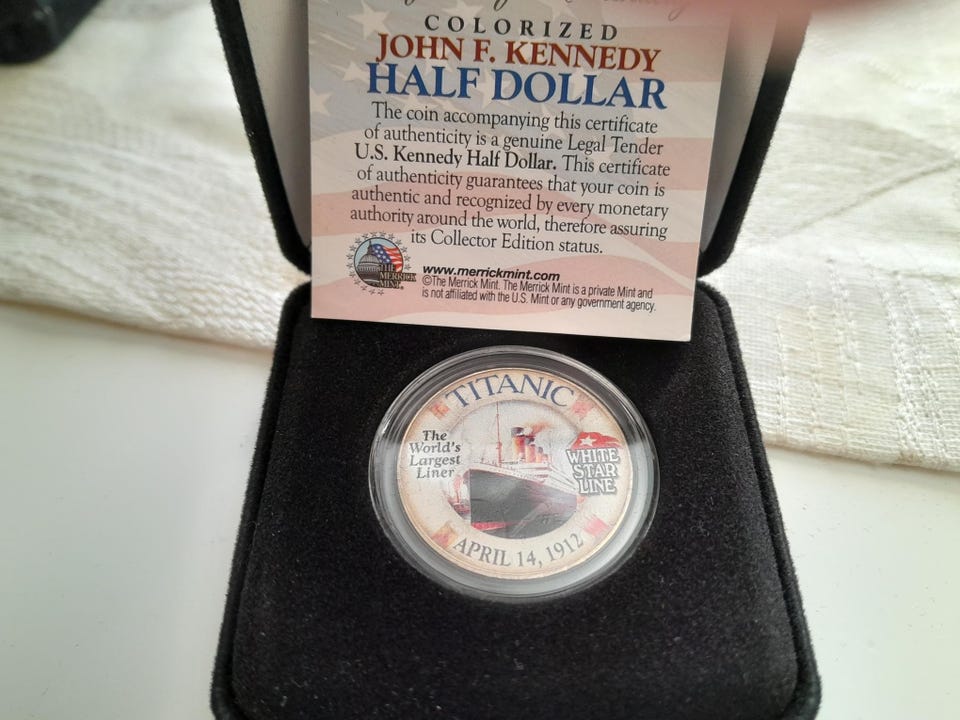 COLORIZED
JOHN F. KENNEDY
HALF DOLLAR
The coin accompanying this certificate
of authenticity is a genuine Legal Tender
U.S. Kennedy Half Dollar. This certificate
of authenticity guarantees that your coin is
authentic and recognized by every monetary
authority around the world, therefore assuring
its Collector Edition status.
THE
MERRICK
MINT
www.merrickmint.com
©The Merrick Mint. The Merrick Mint is a private Mint and
is not affiliated with the U.S. Mint or any government agency.
TITANIC
The
World's
Largest
Liner
WHITE
STAR
LINE
APRIL 14, 1912